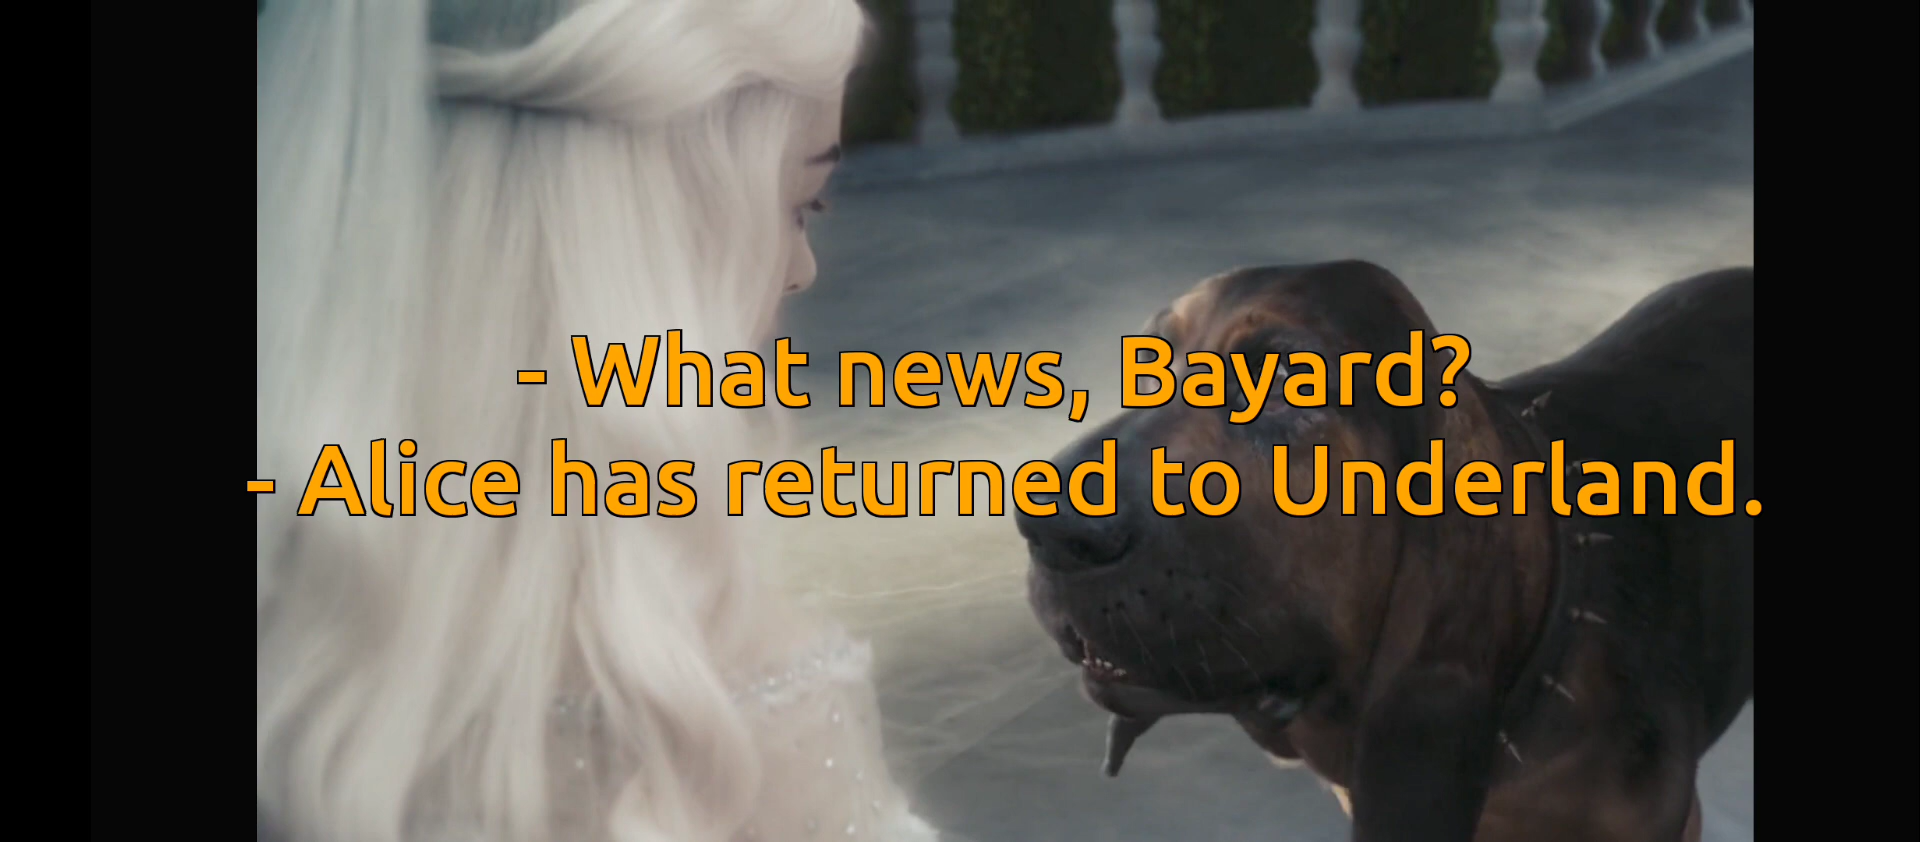 - What news, Bayard?
- Alice has returned to Underland.